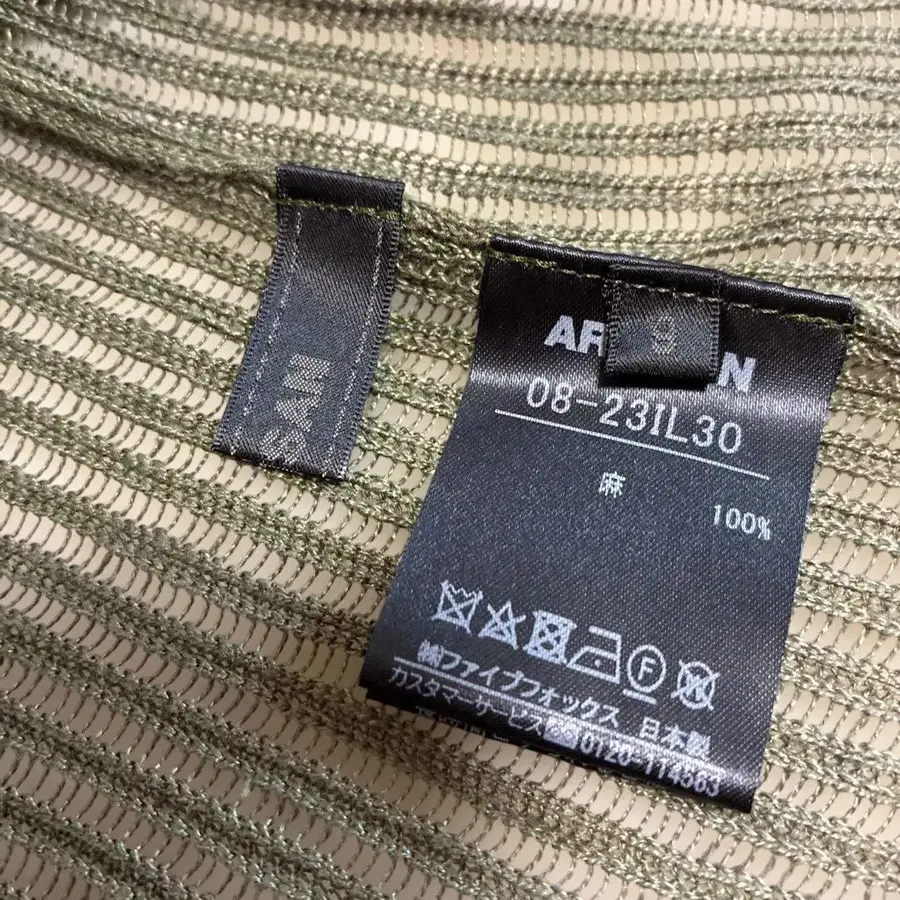 AR N
9
08-23IL30
麻
100%
F
W
㈱ファイブフォックス 日本製
カスタマーサービス 0120-114563